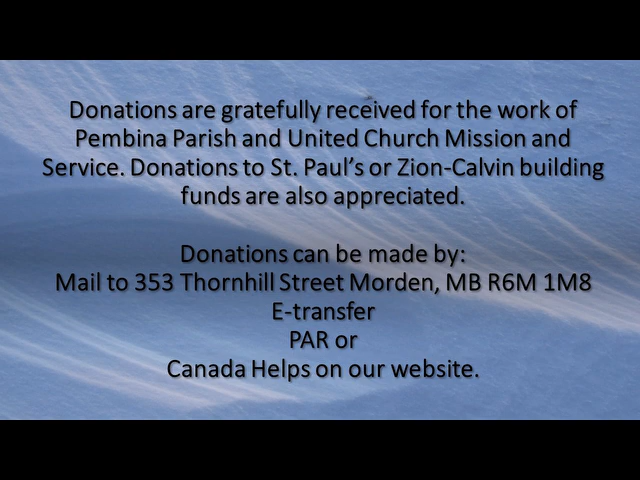 Donations are gratefully received for the work of
Pembina Parish and United Church Mission and
Service. Donations to St. Paul’s or Zion-Calvin building
funds are also appreciated.
Donations can be made by:
Mail to 353 Thornhill Street Morden, MB R6M 1M8
E-transfer
PAR or
Canada Helps on our website.